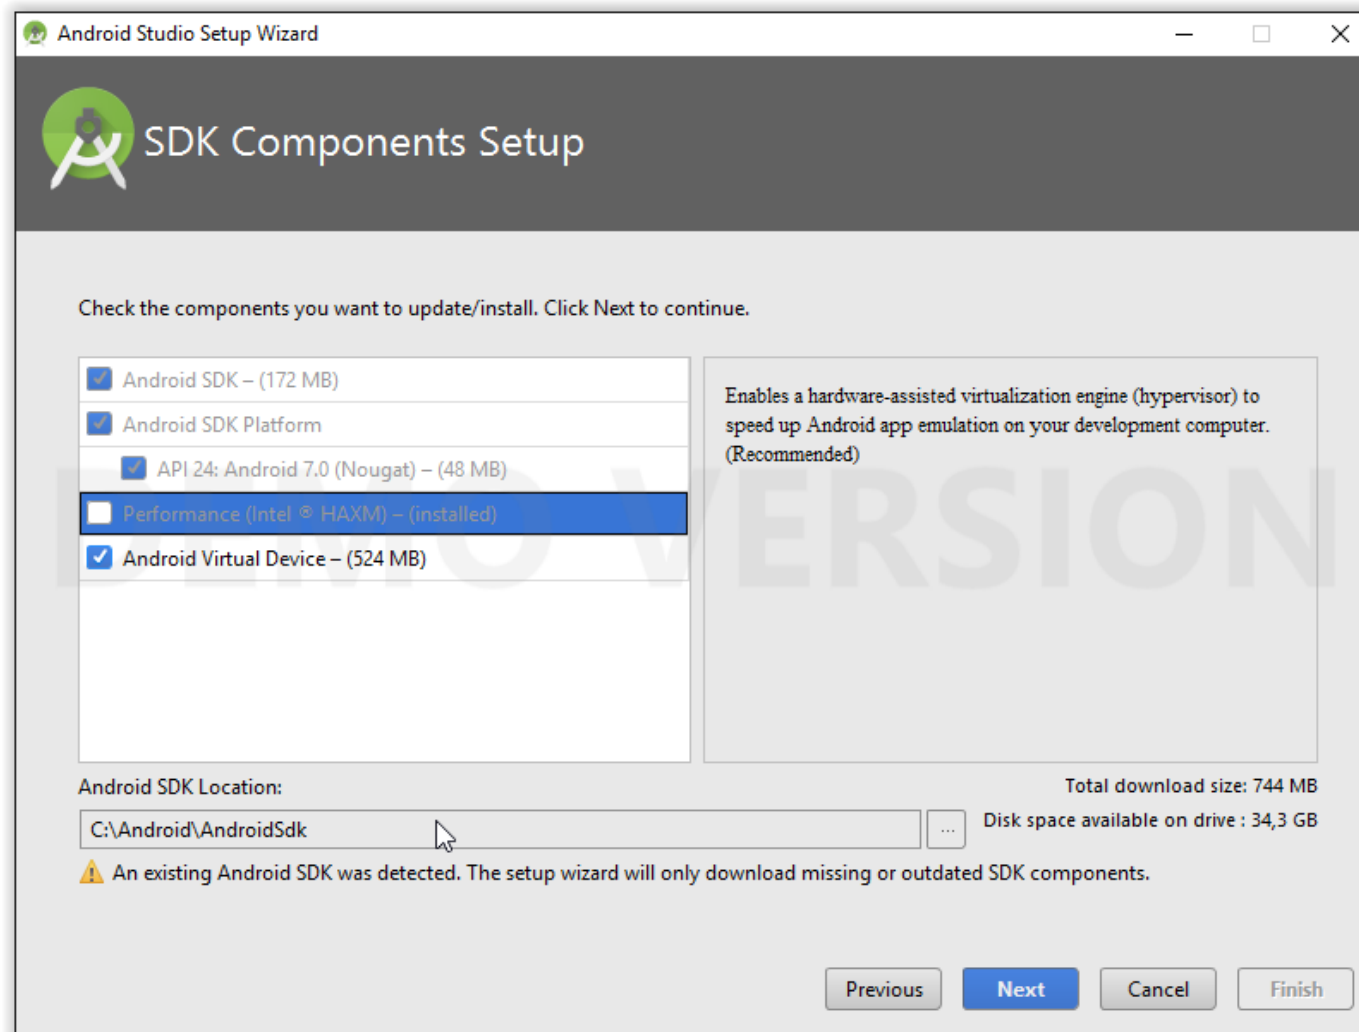 Android Studio Setup Wizard
SDK Components Setup
Check the components you want to update/install. Click Next to continue.
Android SDK – (172 MB)
Android SDK Platform
API 24: Android 7.0 (Nougat) – (48 MB)
Performance (Intel ® HAXM) – (installed)
Android Virtual Device – (524 MB)
Enables a hardware-assisted virtualization engine (hypervisor) to
speed up Android app emulation on your development computer.
(Recommended)
DEMO VERSION
Android SDK Location:
Total download size: 744 MB
C:\Android\AndroidSdk
...
Disk space available on drive : 34,3 GB
An existing Android SDK was detected. The setup wizard will only download missing or outdated SDK components.
Previous
Next
Cancel
Finish